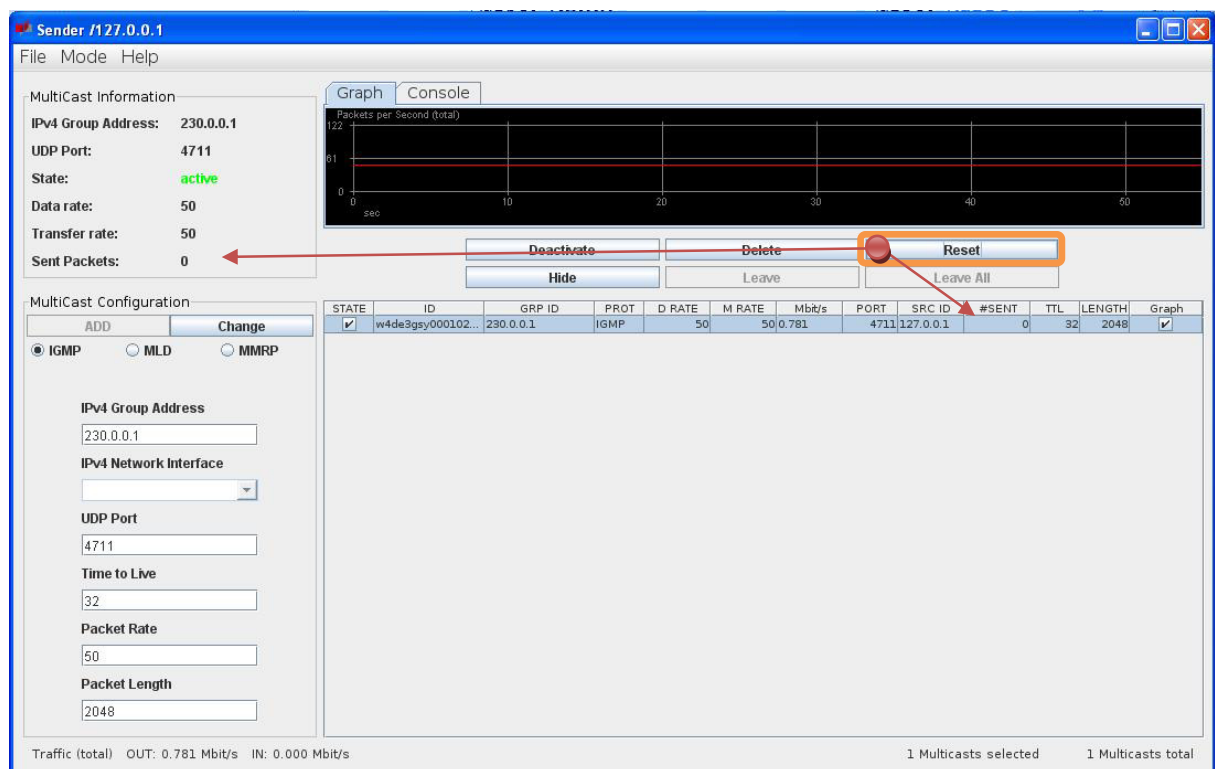 Sender /127.0.0.1
File Mode Help
MultiCast Information
IPv4 Group Address: 230.0.0.1
UDP Port: 4711
State: active
Data rate: 50
Transfer rate: 50
Sent Packets: 0
Graph Console
Packets per Second (total)
122
61
0
0 10 20 30 40 50
sec
Deactivate Delete Reset
Hide Leave Leave All
MultiCast Configuration
ADD Change
IGMP MLD MMRP
IPv4 Group Address
230.0.0.1
IPv4 Network Interface
UDP Port
4711
Time to Live
32
Packet Rate
50
Packet Length
2048
STATE ID GRP ID PROT D RATE M RATE Mbit/s PORT SRC ID #SENT TTL LENGTH Graph
w4de3gsy000102... 230.0.0.1 IGMP 50 50 0.781 4711 127.0.0.1 0 32 2048
Traffic (total) OUT: 0.781 Mbit/s IN: 0.000 Mbit/s 1 Multicasts selected 1 Multicasts total